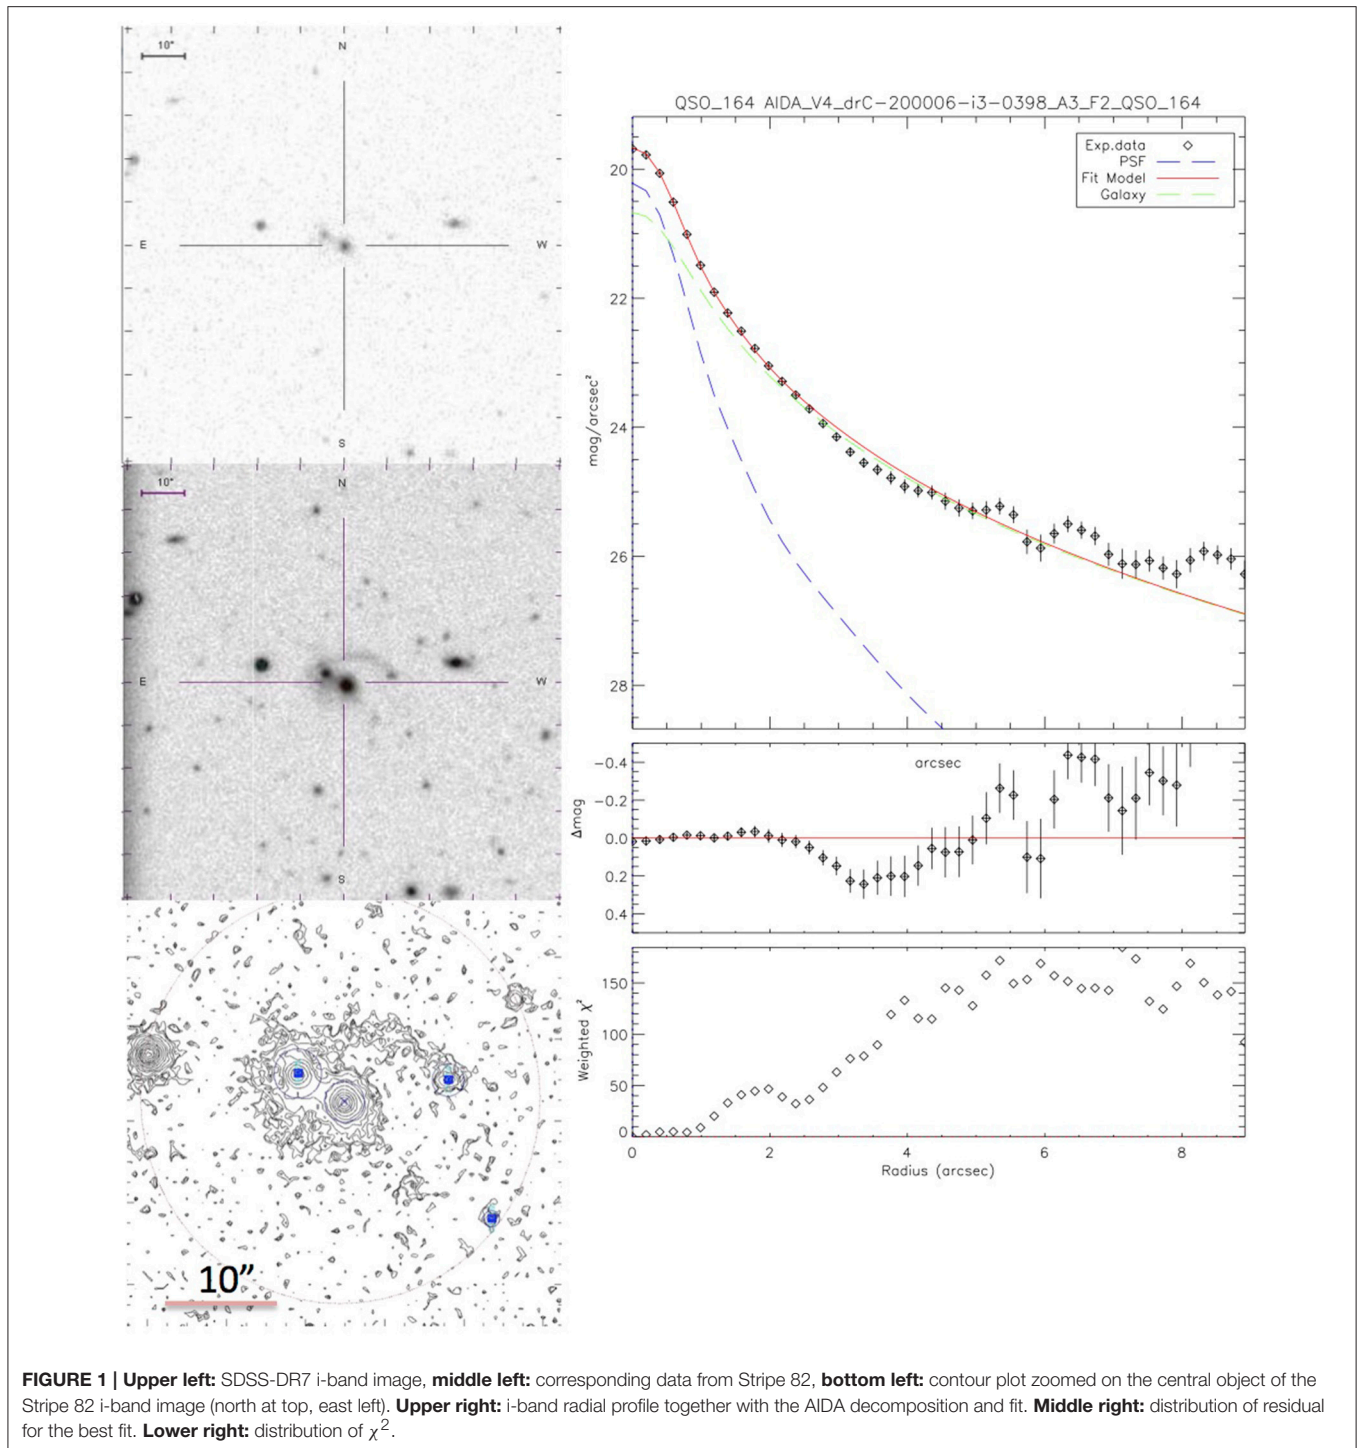 10"
N
E
W
S
10"
N
E
W
S
10"
QSO_164 AIDA_V4_drC-200006-i3-0398_A3_F2_QSO_164
Exp.data
PSF
Fit Model
Galaxy
20
22
24
26
28
mag/arcsec²
arcsec
-0.4
-0.2
0.0
0.2
0.4
Δmag
150
100
50
0
Weighted χ²
0 2 4 6 8
Radius (arcsec)
FIGURE 1 | Upper left: SDSS-DR7 i-band image, middle left: corresponding data from Stripe 82, bottom left: contour plot zoomed on the central object of the
Stripe 82 i-band image (north at top, east left). Upper right: i-band radial profile together with the AIDA decomposition and fit. Middle right: distribution of residual
for the best fit. Lower right: distribution of χ².